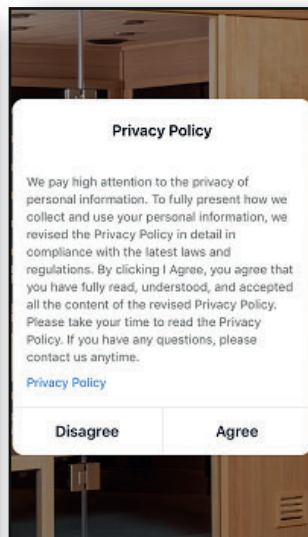 Privacy Policy
We pay high attention to the privacy of
personal information. To fully present how we
collect and use your personal information, we
revised the Privacy Policy in detail in
compliance with the latest laws and
regulations. By clicking I Agree, you agree that
you have fully read, understood, and accepted
all the content of the revised Privacy Policy.
Please take your time to read the Privacy
Policy. If you have any questions, please
contact us anytime.
Privacy Policy
Disagree Agree